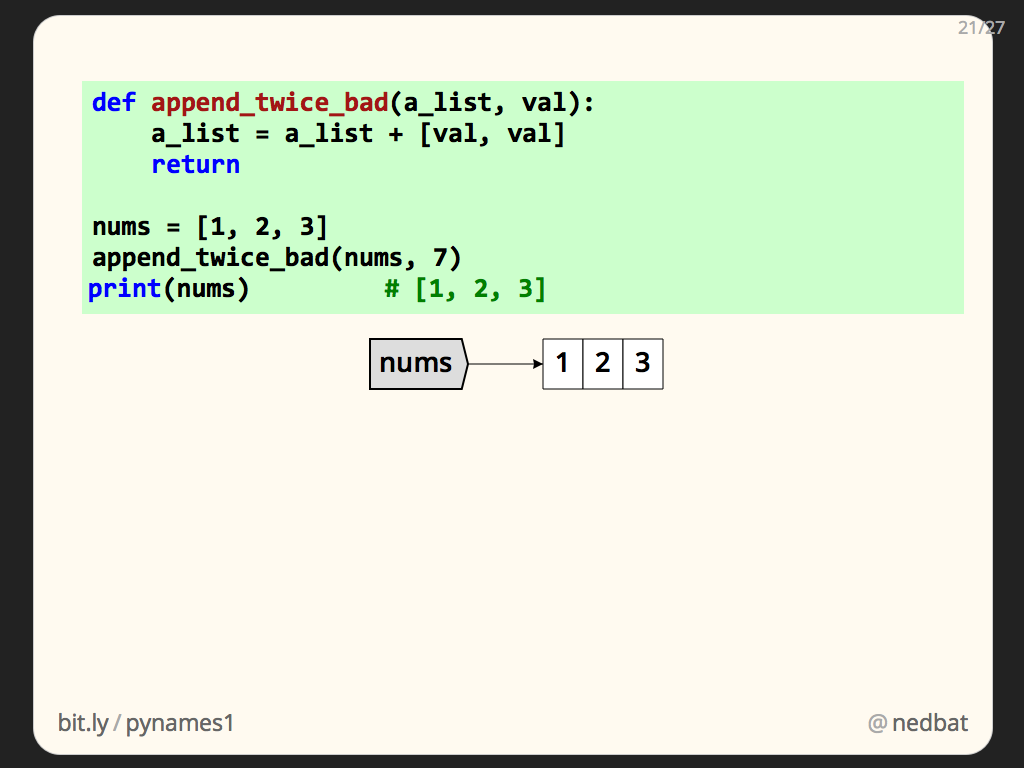 21/27
def append_twice_bad(a_list, val):
    a_list = a_list + [val, val]
    return
nums = [1, 2, 3]
append_twice_bad(nums, 7)
print(nums)         # [1, 2, 3]
nums 1 2 3
bit.ly/pynames1 @nedbat